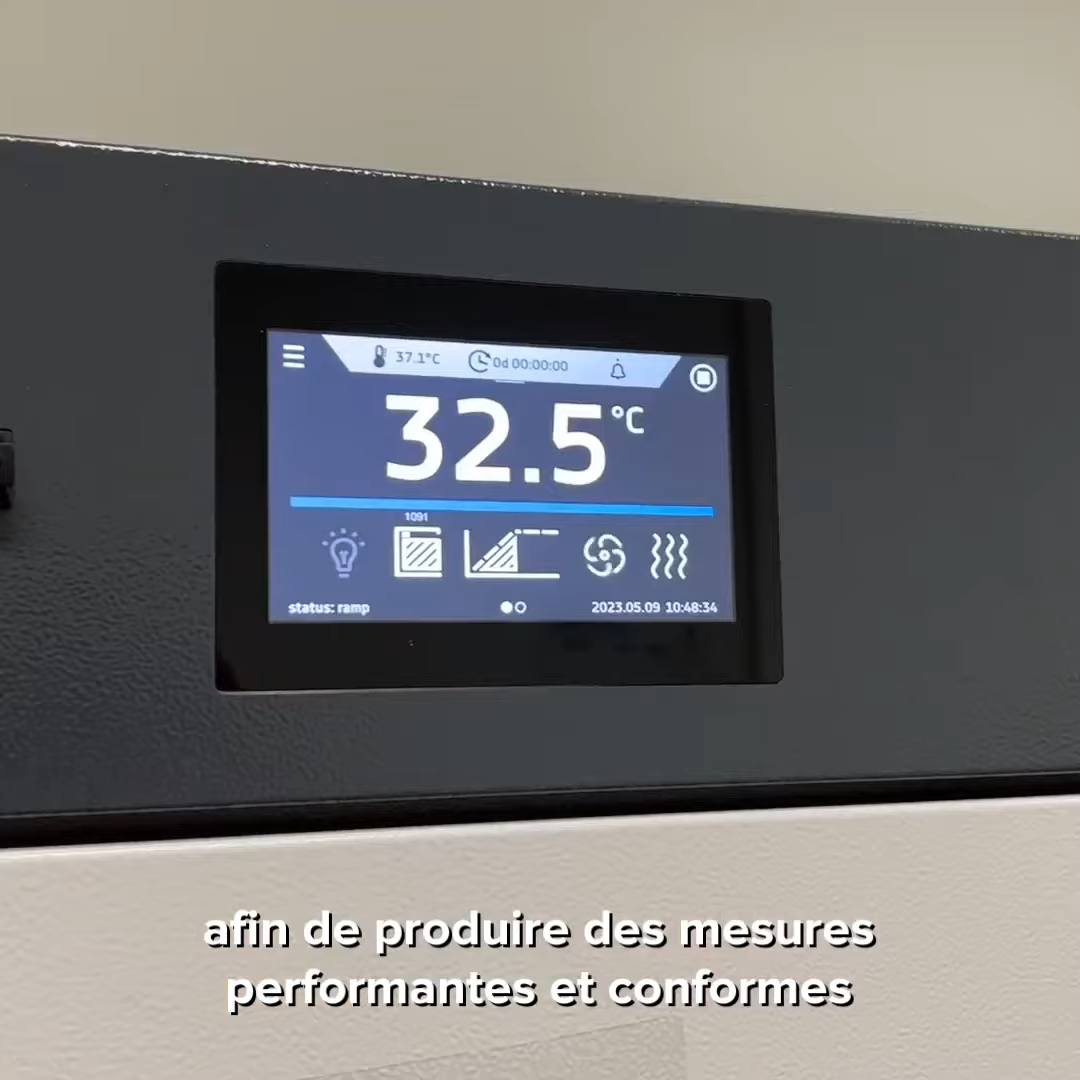 37.1°C 0d 00:00:00
32.5 °C
1091
status: ramp 2023.05.09 10:48:34
afin de produire des mesures
performantes et conformes